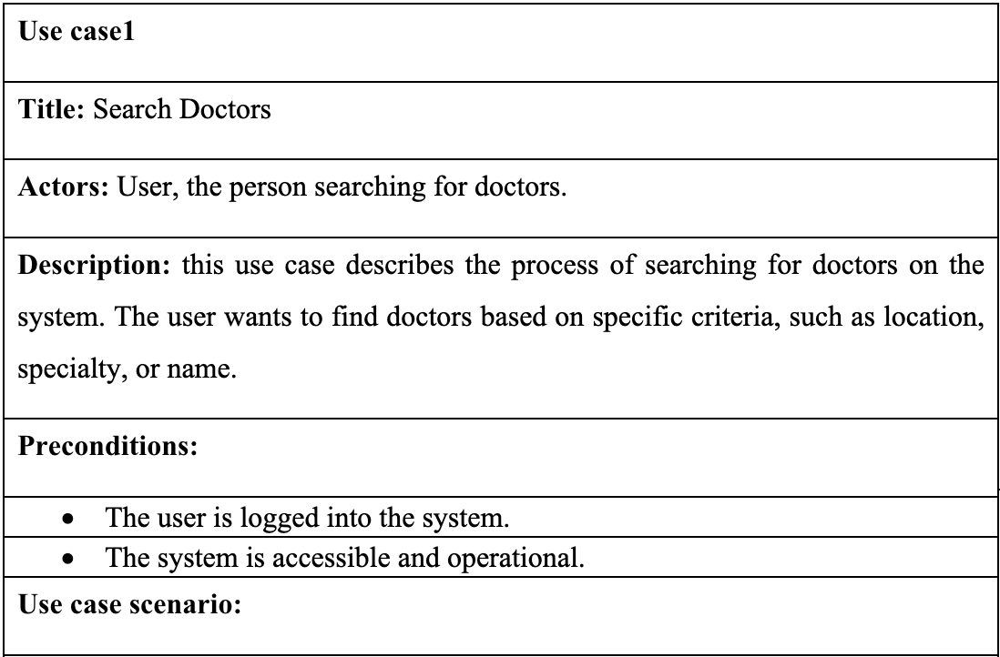 Use case1
Title: Search Doctors
Actors: User, the person searching for doctors.
Description: this use case describes the process of searching for doctors on the
system. The user wants to find doctors based on specific criteria, such as location,
specialty, or name.
Preconditions:
• The user is logged into the system.
• The system is accessible and operational.
Use case scenario: